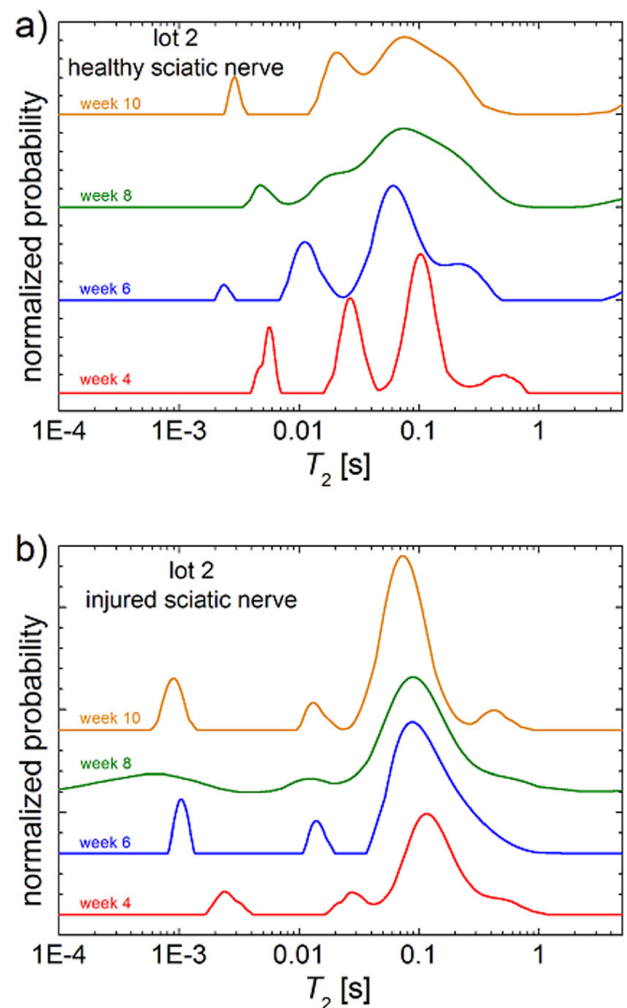 a)
lot 2
healthy sciatic nerve
week 10
week 8
week 6
week 4
normalized probability
1E-4 1E-3 0.01 0.1 1
T2 [s]
b)
lot 2
injured sciatic nerve
week 10
week 8
week 6
week 4
normalized probability
1E-4 1E-3 0.01 0.1 1
T2 [s]